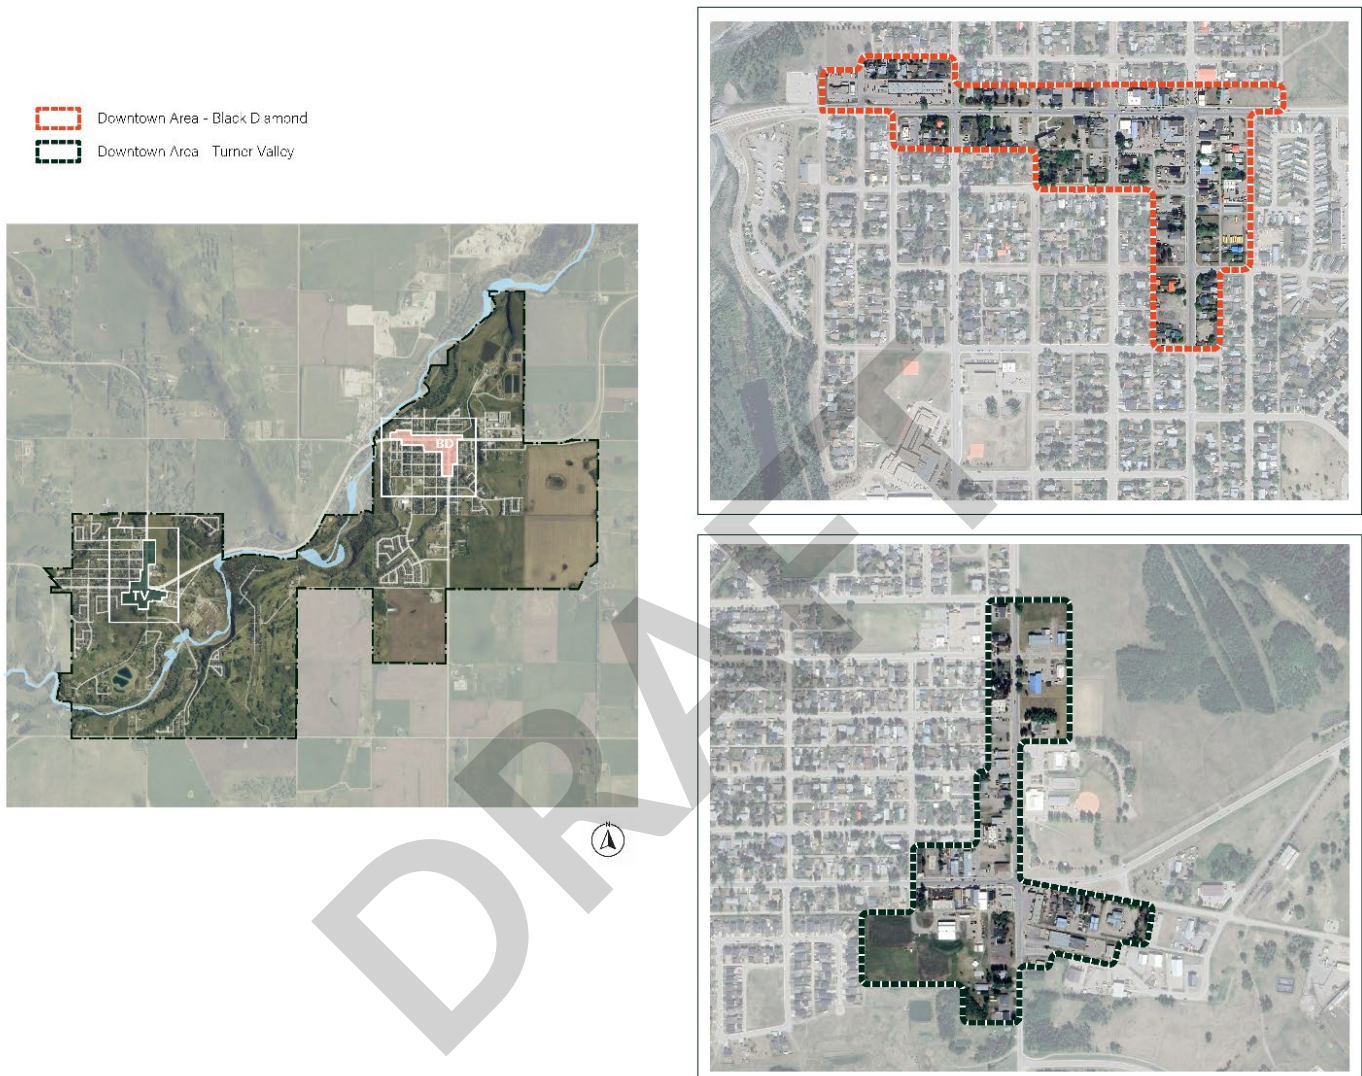 Downtown Area - Black Diamond
Downtown Area - Turner Valley
BD
TV
N
DRAFT